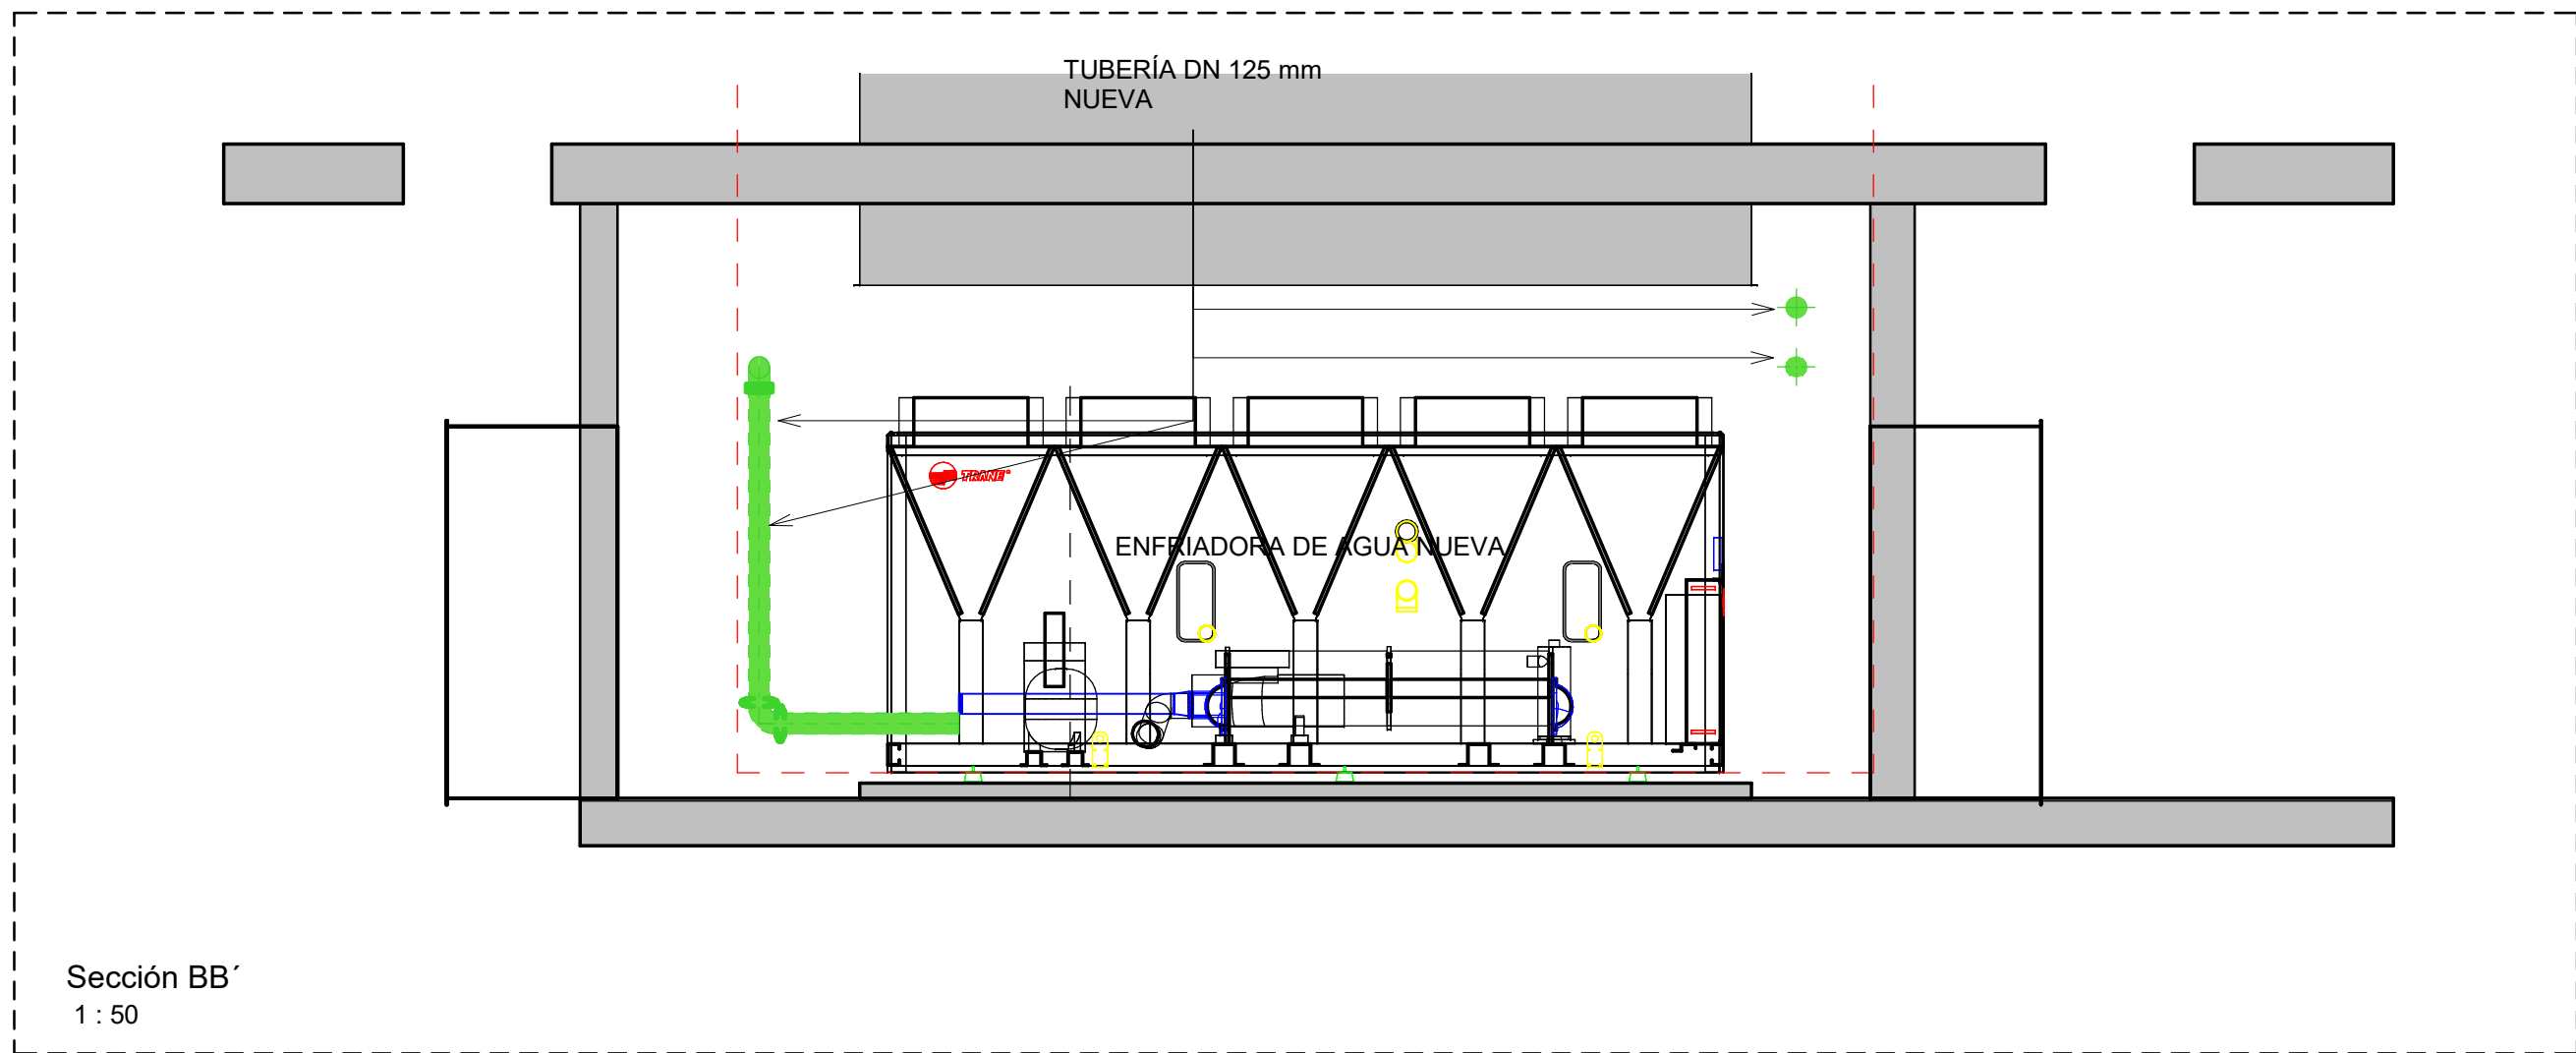 TUBERÍA DN 125 mm
NUEVA
TRANE®
ENFRIADORA DE AGUA NUEVA
Sección BB´
1 : 50